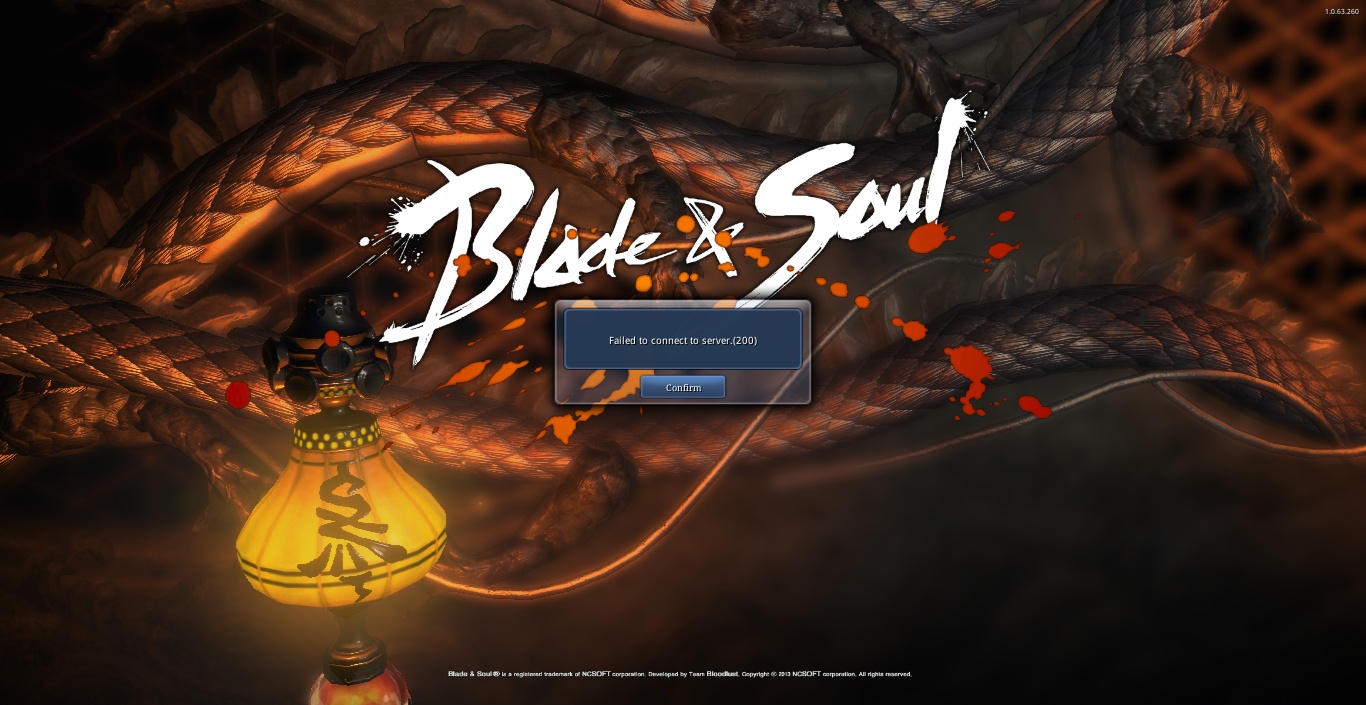 1.0.63.260
Blade & Soul
Failed to connect to server.(200)
Confirm
Blade & Soul® is a registered trademark of NCSOFT corporation. Developed by Team Bloodlust. Copyright © 2013 NCSOFT corporation. All rights reserved.